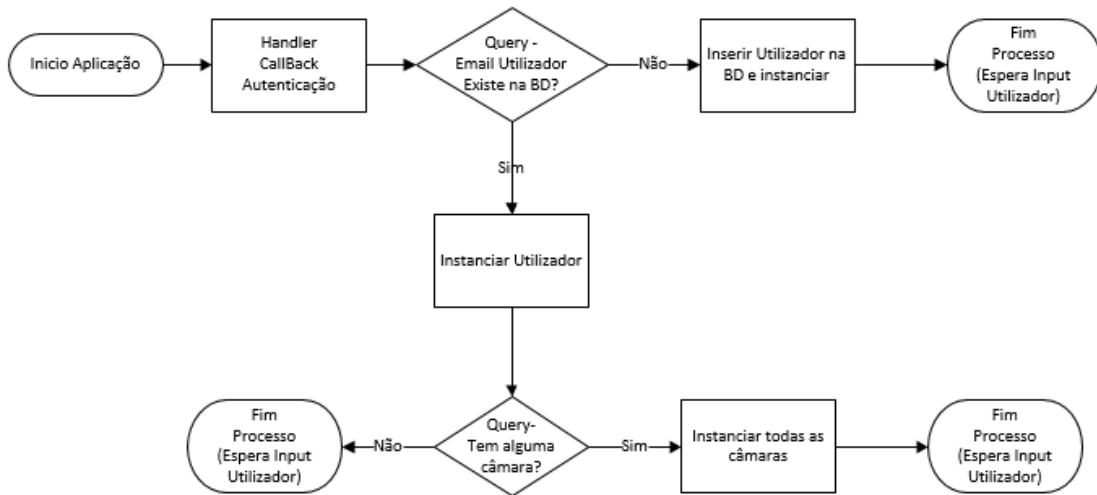 Inicio Aplicação
Handler
CallBack
Autenticação
Query -
Email Utilizador
Existe na BD?
Não
Inserir Utilizador na
BD e instanciar
Fim
Processo
(Espera Input
Utilizador)
Sim
Instanciar Utilizador
Fim
Processo
(Espera Input
Utilizador)
Não
Query-
Tem alguma
câmara?
Sim
Instanciar todas as
câmaras
Fim
Processo
(Espera Input
Utilizador)